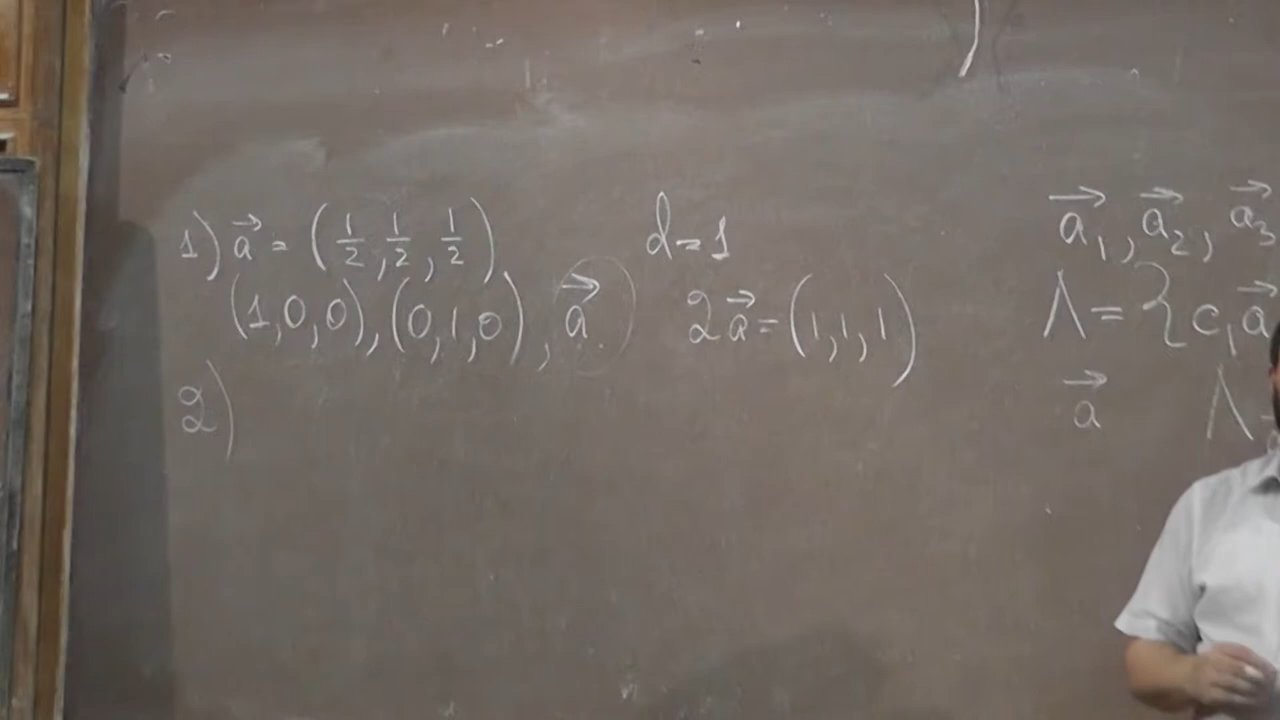 1) a⃗ = (1/2, 1/2, 1/2) d=1
(1,0,0), (0,1,0), a⃗. 2a⃗=(1,1,1)
2)
a⃗₁, a⃗₂, a⃗₃
Λ = {c₁a⃗
a⃗ Λ